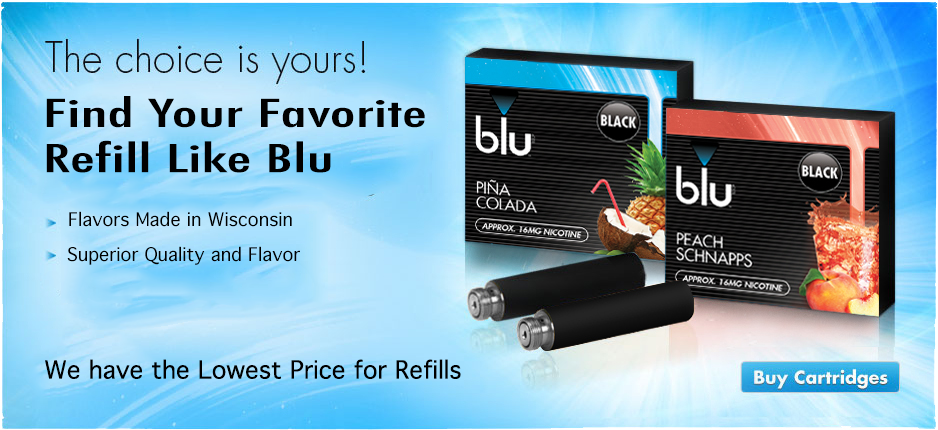 The choice is yours!
Find Your Favorite
Refill Like Blu
Flavors Made in Wisconsin
Superior Quality and Flavor
We have the Lowest Price for Refills
blu
BLACK
PIÑA
COLADA
APPROX. 16MG NICOTINE
blu
BLACK
PEACH
SCHNAPPS
APPROX. 16MG NICOTINE
Buy Cartridges